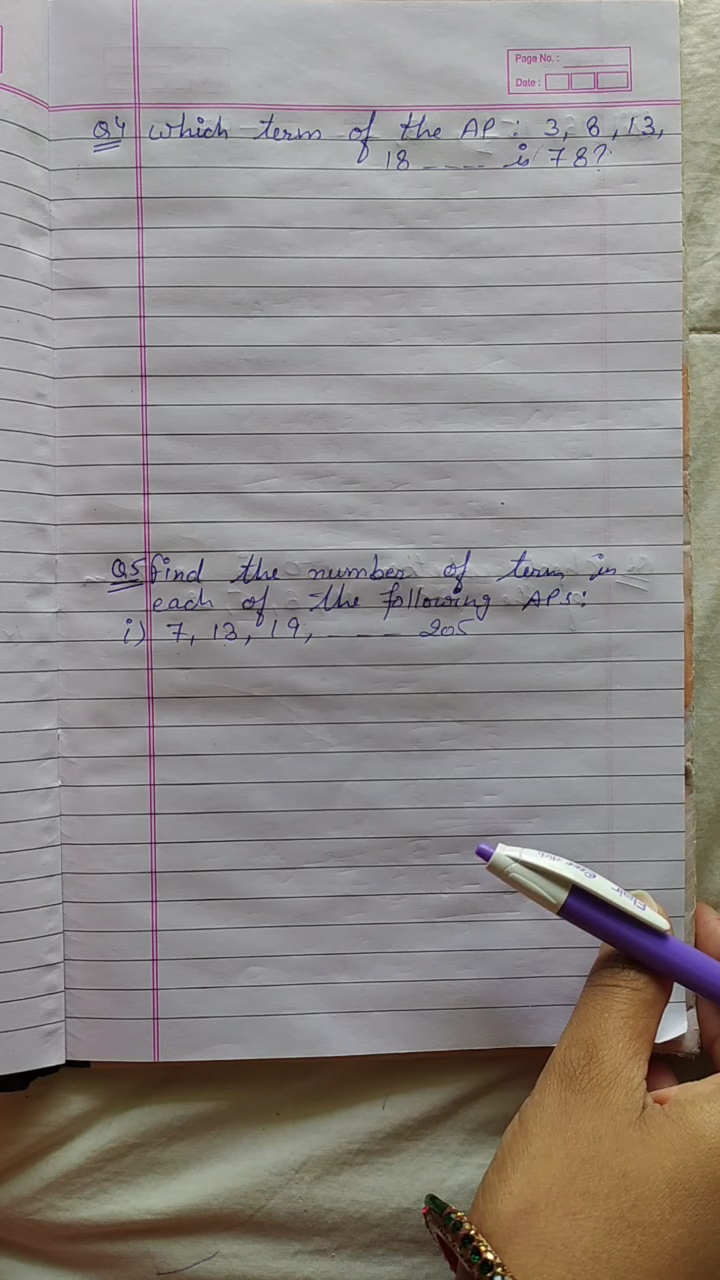 Page No.:
Date:
Q4 Which term of the AP: 3, 8, 13,
18 ---- is 78?
Q5 find the number of term in
each of the following APs:
i) 7, 13, 19, ---- 205
Elkos